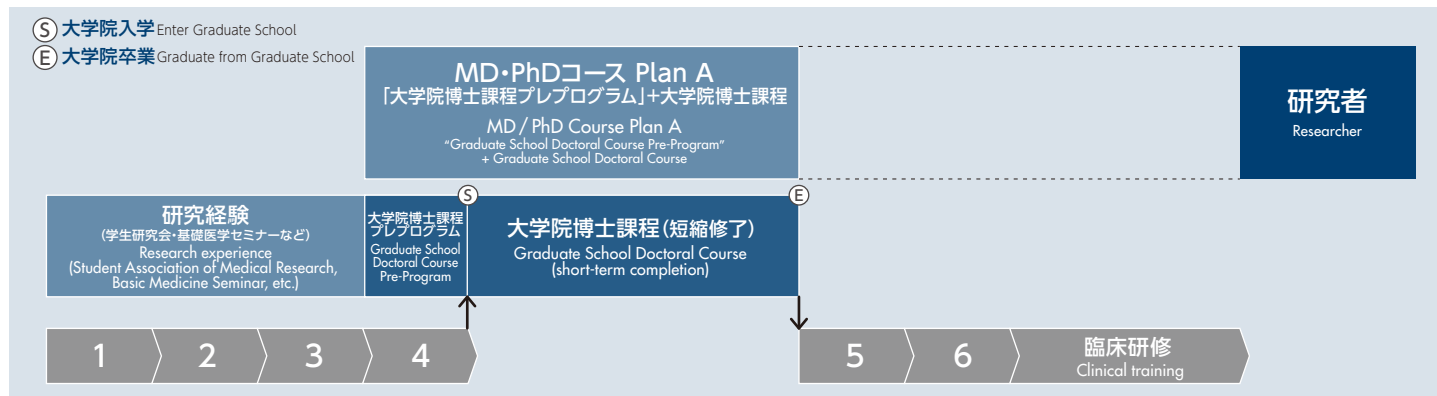 Ⓢ大学院入学 Enter Graduate School
Ⓔ大学院卒業 Graduate from Graduate School
MD・PhDコース Plan A
「大学院博士課程プレプログラム」+大学院博士課程
MD / PhD Course Plan A
“Graduate School Doctoral Course Pre-Program”
+ Graduate School Doctoral Course
研究者
Researcher
研究経験
(学生研究会・基礎医学セミナーなど)
Research experience
(Student Association of Medical Research,
Basic Medicine Seminar, etc.)
大学院博士課程
プレプログラム
Graduate School
Doctoral Course
Pre-Program
Ⓢ
大学院博士課程(短縮修了)
Graduate School Doctoral Course
(short-term completion)
Ⓔ
1
2
3
4
5
6
臨床研修
Clinical training